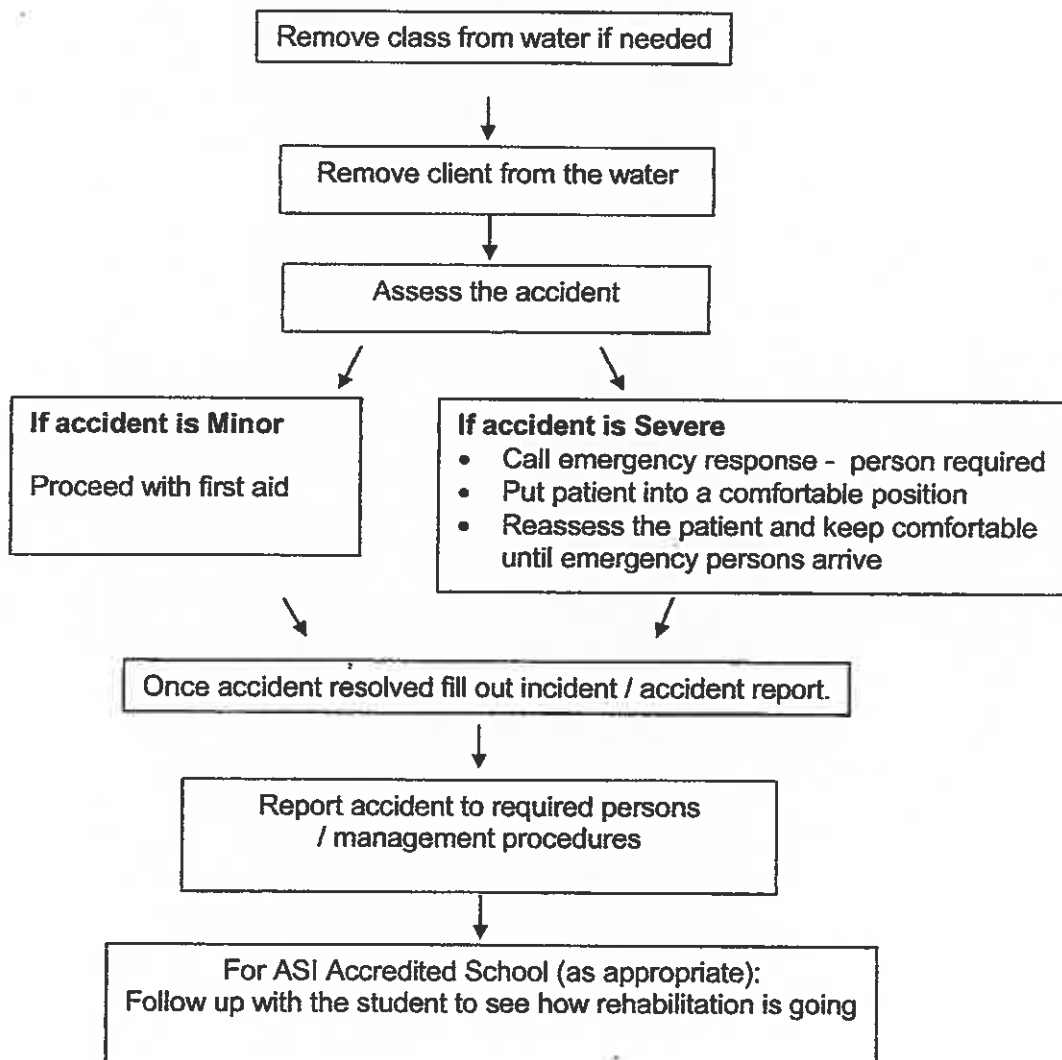 Remove class from water if needed
Remove client from the water
Assess the accident
If accident is Minor
Proceed with first aid
If accident is Severe
• Call emergency response - person required
• Put patient into a comfortable position
• Reassess the patient and keep comfortable
until emergency persons arrive
Once accident resolved fill out incident / accident report.
Report accident to required persons
/ management procedures
For ASI Accredited School (as appropriate):
Follow up with the student to see how rehabilitation is going